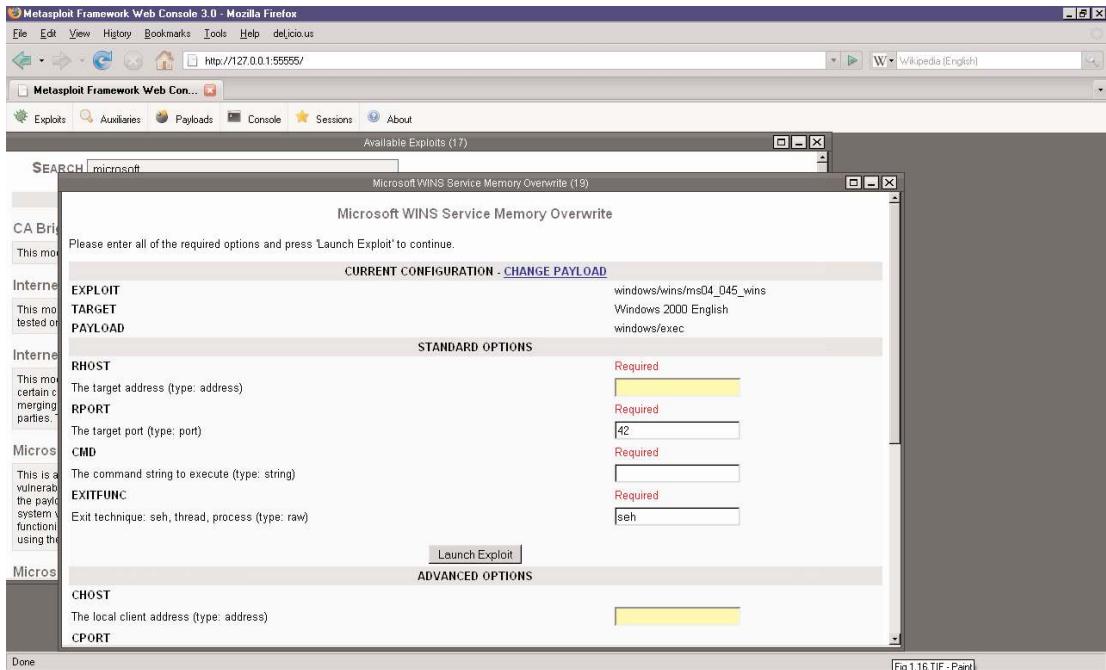 Metasploit Framework Web Console 3.0 - Mozilla Firefox
File Edit View History Bookmarks Tools Help del.icio.us
http://127.0.0.1:55555/
W Wikipedia (English)
Metasploit Framework Web Con...
Exploits Auxiliaries Payloads Console Sessions About
Available Exploits (17)
SEARCH microsoft
Microsoft WINS Service Memory Overwrite (19)
Microsoft WINS Service Memory Overwrite
Please enter all of the required options and press 'Launch Exploit' to continue.
CURRENT CONFIGURATION - CHANGE PAYLOAD
EXPLOIT windows/wins/ms04_045_wins
TARGET Windows 2000 English
PAYLOAD windows/exec
STANDARD OPTIONS
RHOST Required
The target address (type: address)
RPORT Required
The target port (type: port) 42
CMD Required
The command string to execute (type: string)
EXITFUNC Required
Exit technique: seh, thread, process (type: raw) seh
Launch Exploit
ADVANCED OPTIONS
CHOST
The local client address (type: address)
CPORT
CA Bri
This mo
Interne
This mo
tested or
Interne
This mo
certain c
merging
parties.
Micros
This is a
vulnerab
the paylo
system v
functioni
using the
Micros
Done
Fig 1.16.TIF - Paint